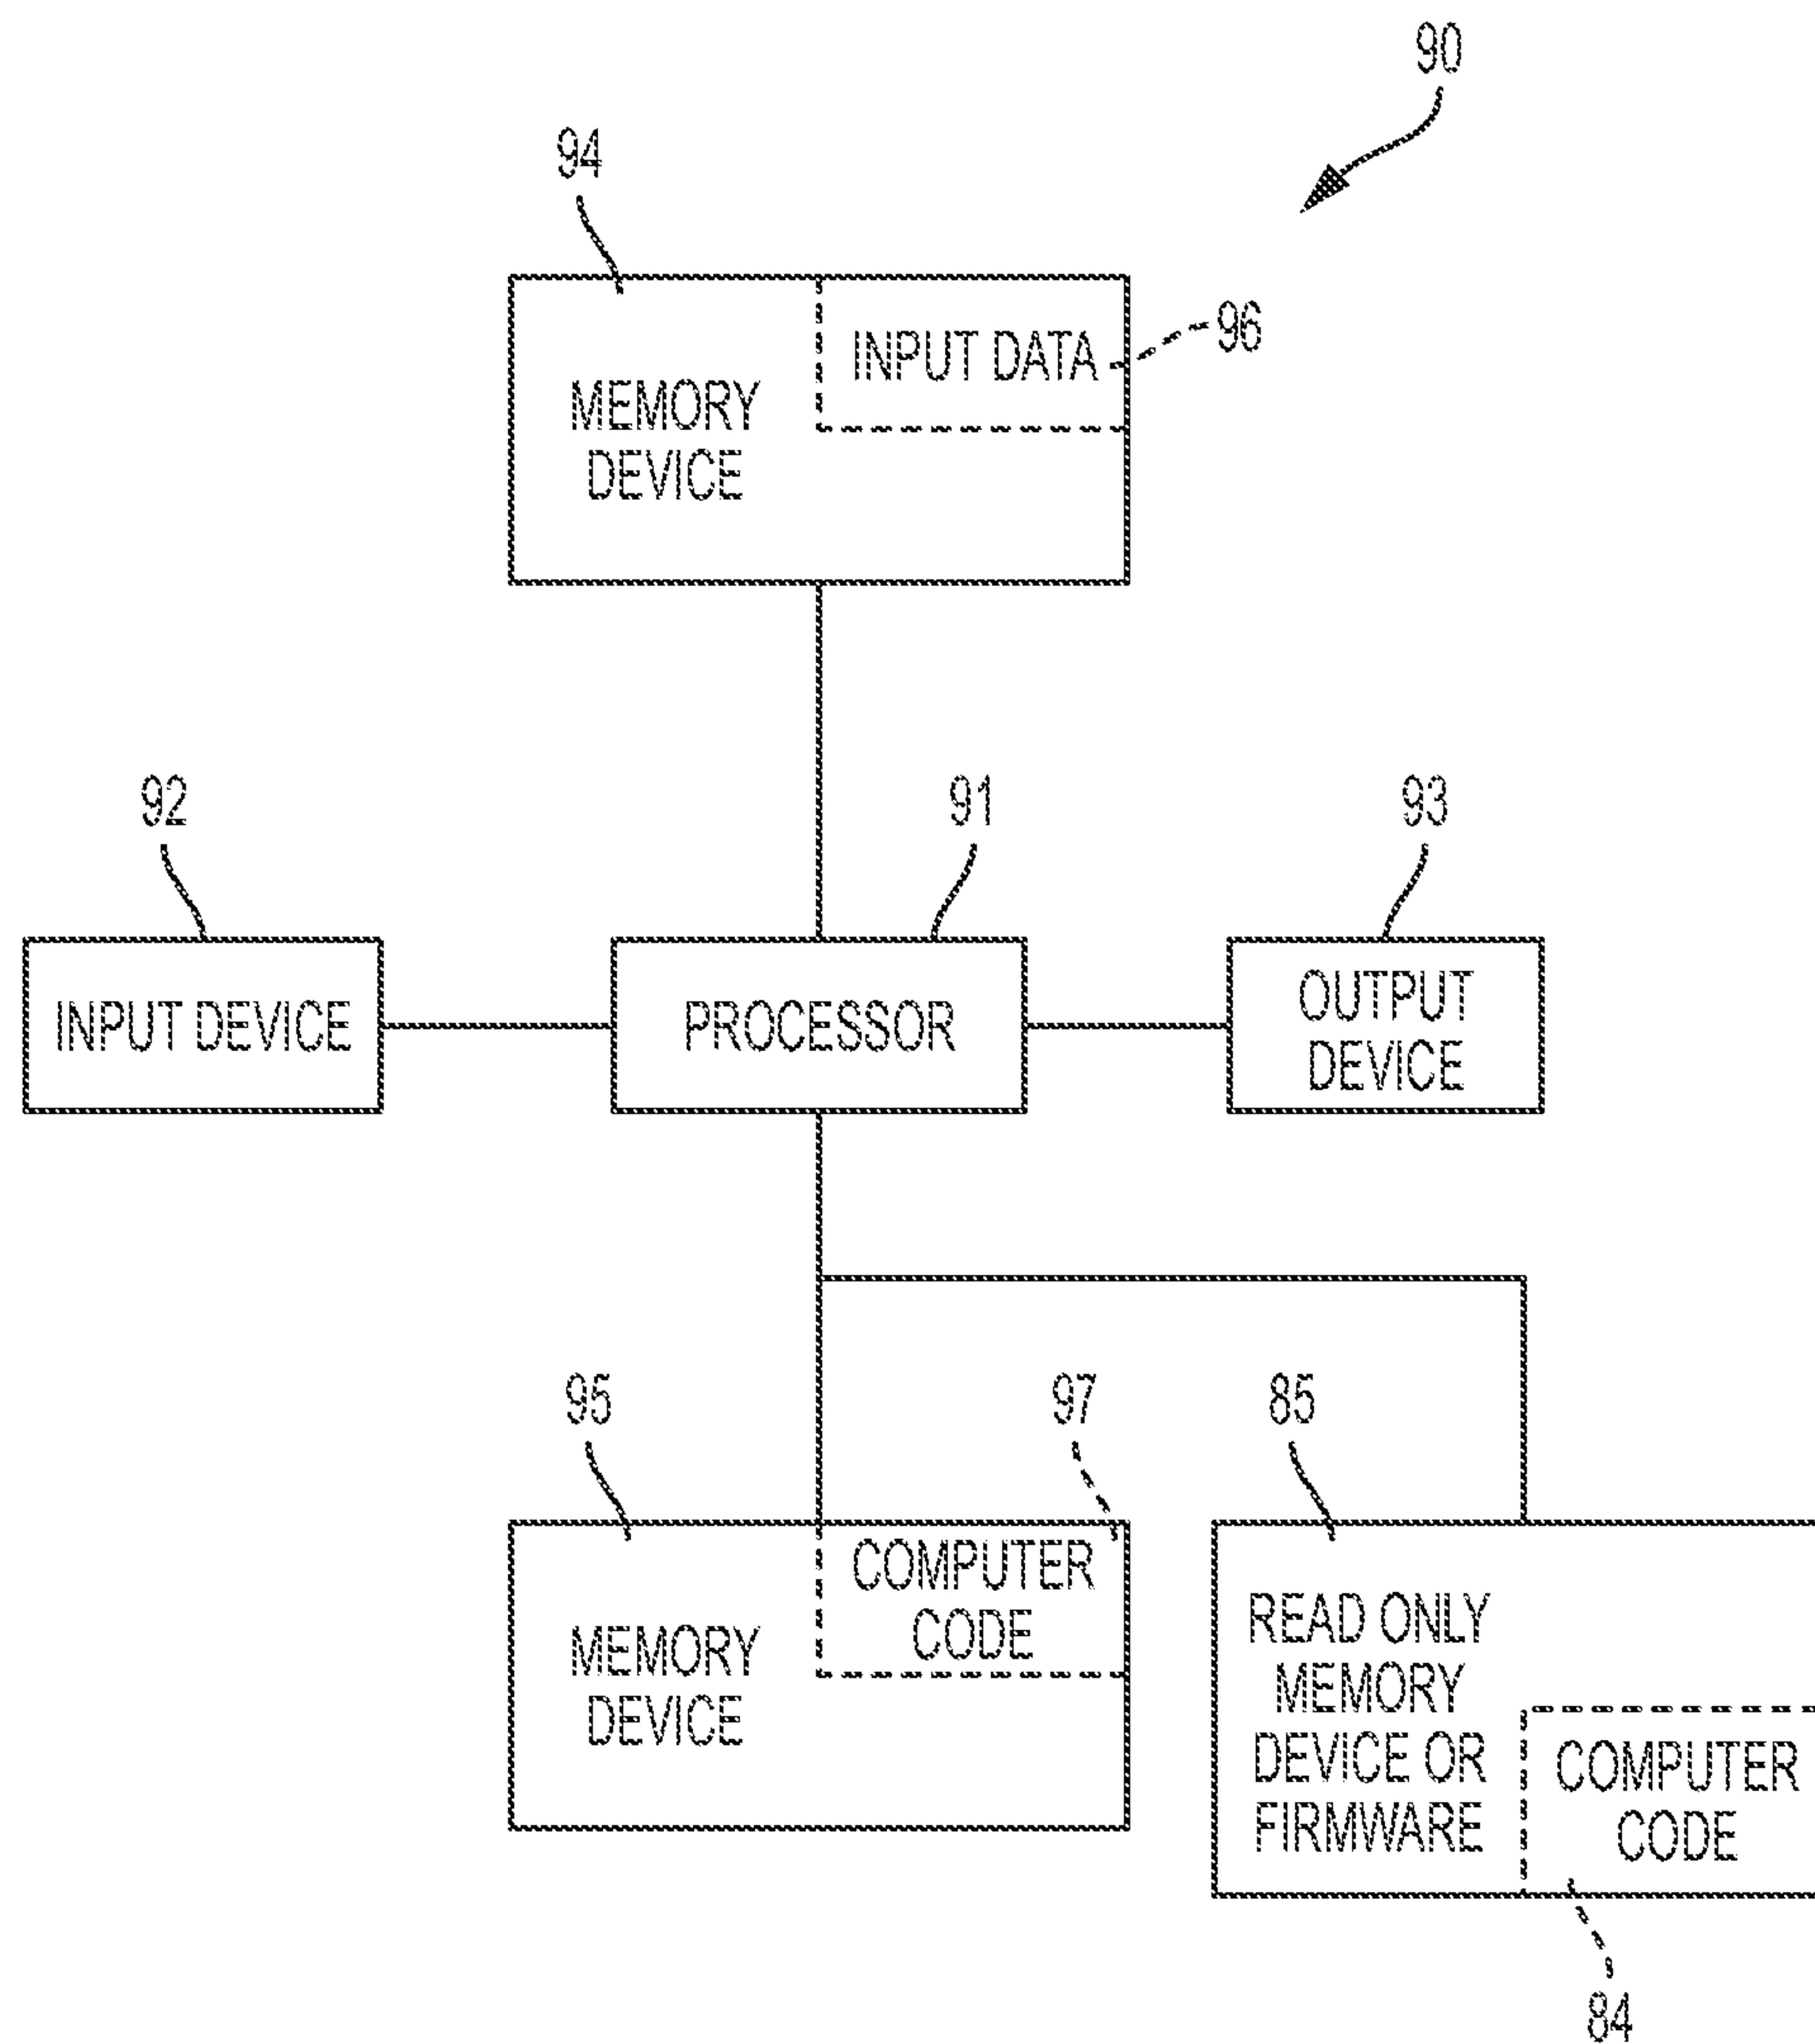 90
94
INPUT DATA
96
MEMORY
DEVICE
92
91
93
INPUT DEVICE
PROCESSOR
OUTPUT
DEVICE
95
97
85
COMPUTER
CODE
MEMORY
DEVICE
READ ONLY
MEMORY
DEVICE OR
FIRMWARE
COMPUTER
CODE
84